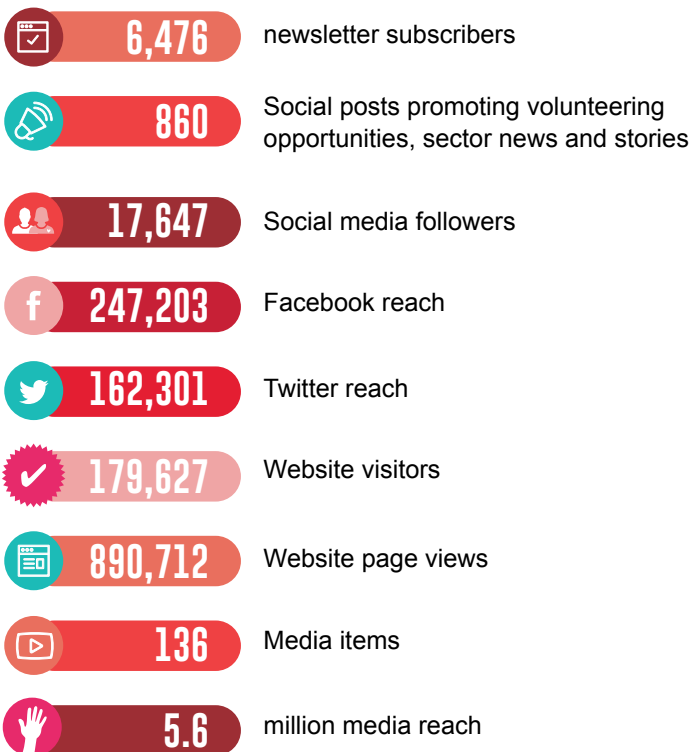 6,476 newsletter subscribers
860 Social posts promoting volunteering
opportunities, sector news and stories
17,647 Social media followers
f 247,203 Facebook reach
162,301 Twitter reach
179,627 Website visitors
890,712 Website page views
136 Media items
5.6 million media reach